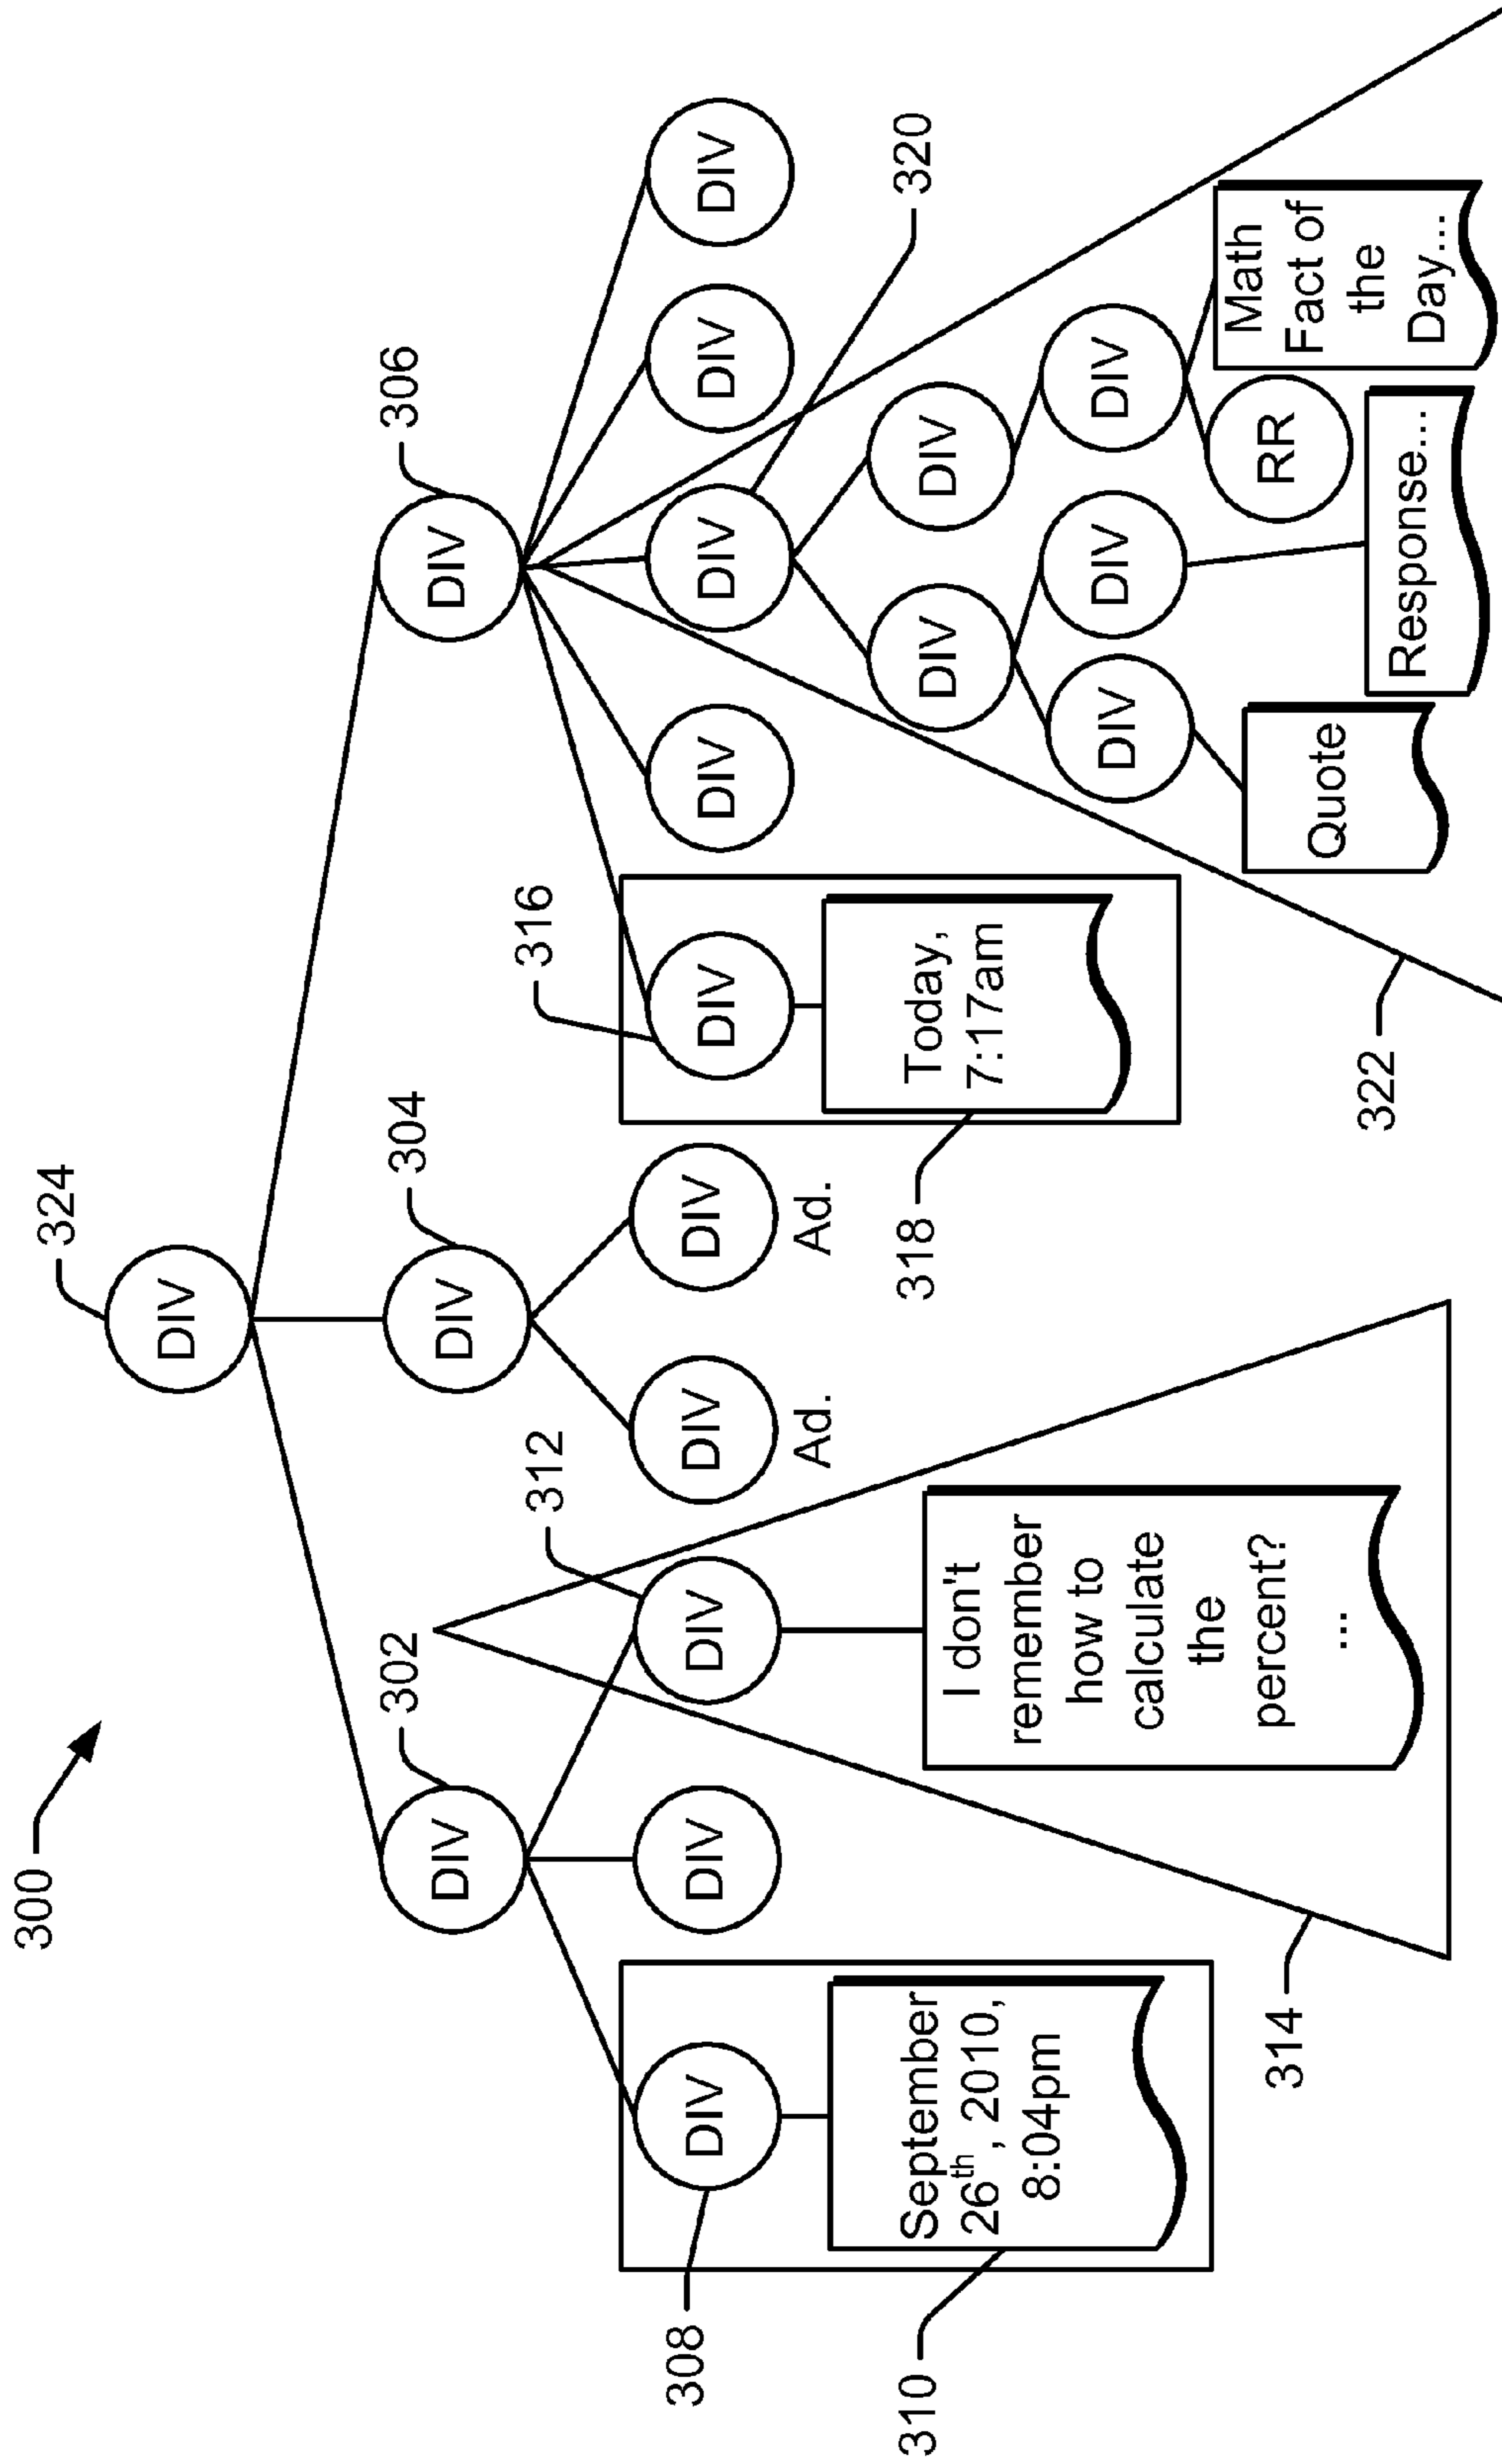 300
324
DIV
302
304
306
DIV
DIV
DIV
312
316
308
DIV
DIV
DIV
DIV
DIV
DIV
DIV
DIV
DIV
DIV
Ad.
Ad.
320
310
September
26th, 2010,
8:04pm
I don't
remember
how to
calculate
the
percent?
...
318
Today,
7:17am
DIV
DIV
DIV
DIV
DIV
314
322
Quote
Response...
RR
Math
Fact of
the
Day...